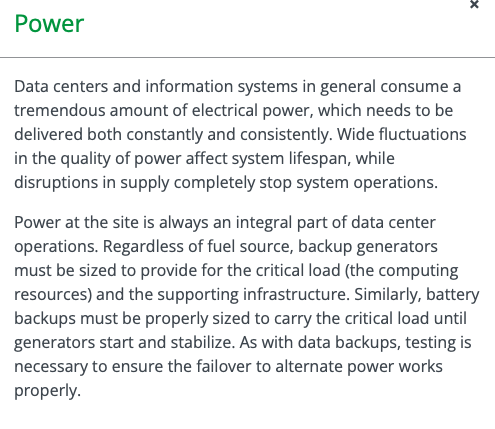 ×
Power
Data centers and information systems in general consume a
tremendous amount of electrical power, which needs to be
delivered both constantly and consistently. Wide fluctuations
in the quality of power affect system lifespan, while
disruptions in supply completely stop system operations.
Power at the site is always an integral part of data center
operations. Regardless of fuel source, backup generators
must be sized to provide for the critical load (the computing
resources) and the supporting infrastructure. Similarly, battery
backups must be properly sized to carry the critical load until
generators start and stabilize. As with data backups, testing is
necessary to ensure the failover to alternate power works
properly.